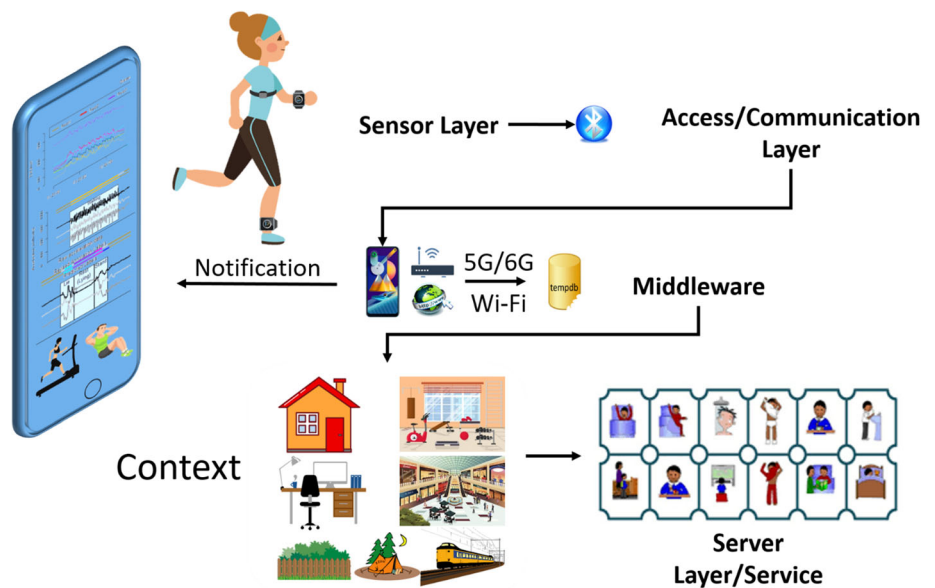 Sensor Layer
Access/Communication
Layer
Notification
5G/6G
Wi-Fi
tempdb
Middleware
Context
Server
Layer/Service